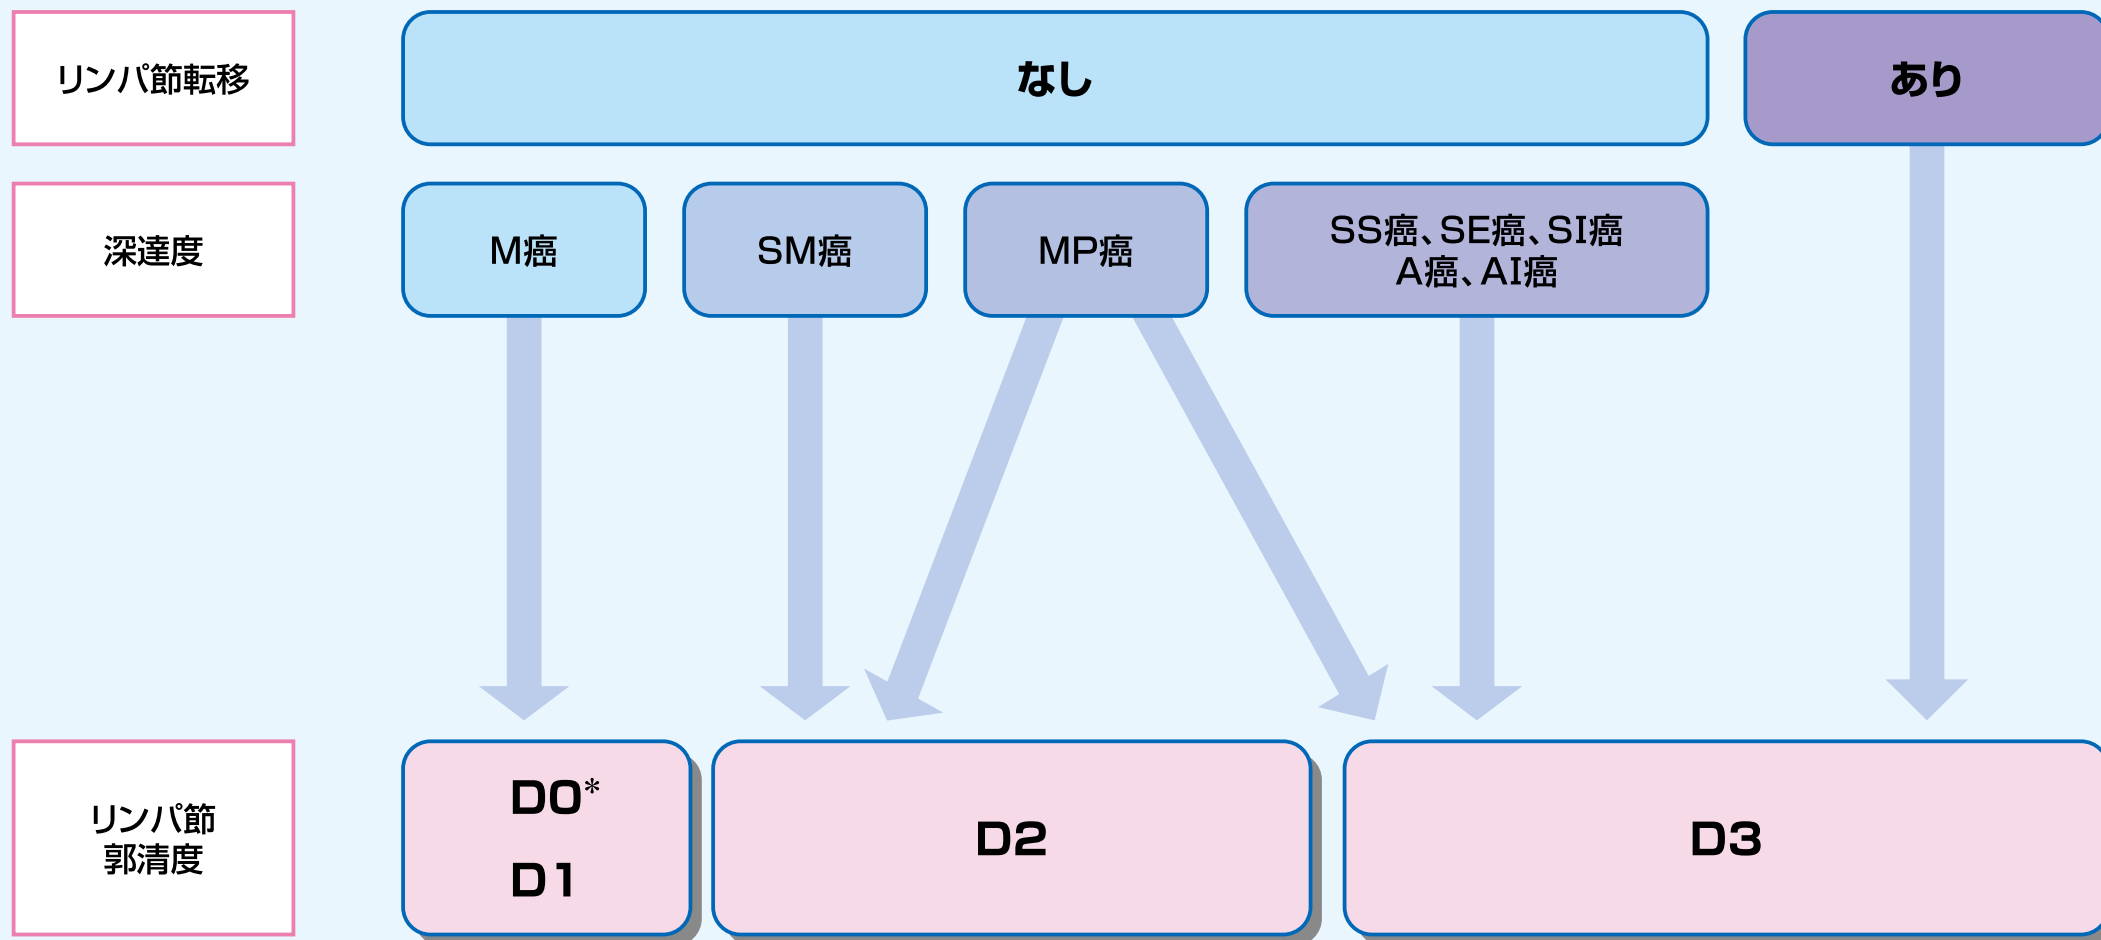 リンパ節転移
なし
あり
深達度
M癌
SM癌
MP癌
SS癌、SE癌、SI癌
A癌、AI癌
リンパ節
郭清度
D0*
D1
D2
D3